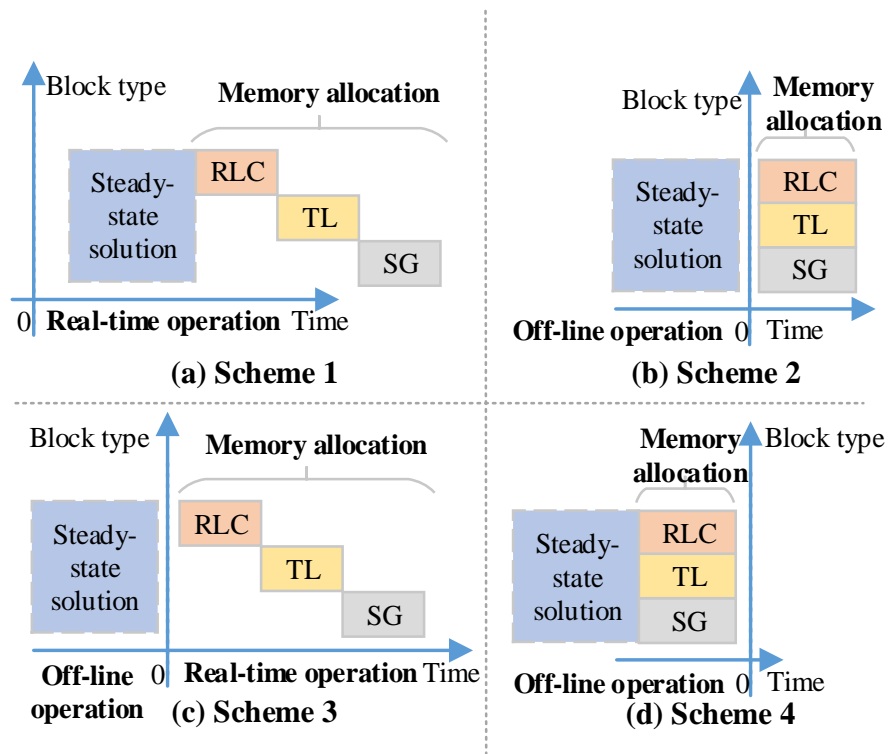 Block type
Memory allocation
Steady-
state
solution
RLC
TL
SG
0 Real-time operation Time
(a) Scheme 1
Block type
Memory
allocation
Steady-
state
solution
RLC
TL
SG
Off-line operation 0 Time
(b) Scheme 2
Block type
Memory allocation
Steady-
state
solution
RLC
TL
SG
Off-line
operation
0 Real-time operation Time
(c) Scheme 3
Memory
allocation
Block type
Steady-
state
solution
RLC
TL
SG
Off-line operation 0 Time
(d) Scheme 4